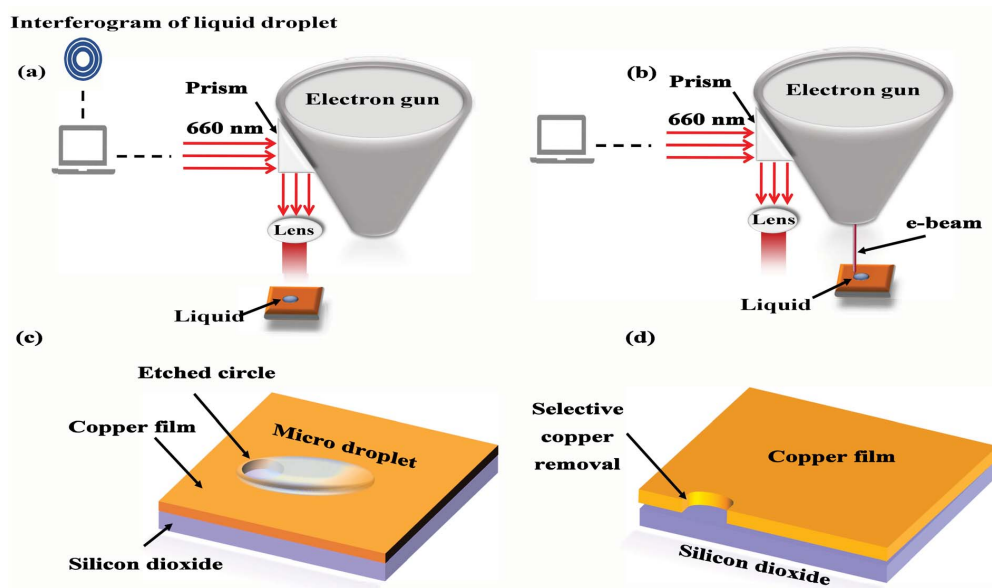 Interferogram of liquid droplet
(a)
Prism
Electron gun
660 nm
Lens
Liquid
(b)
Prism
Electron gun
660 nm
Lens
e-beam
Liquid
(c)
Etched circle
Copper film
Micro droplet
Silicon dioxide
(d)
Selective
copper
removal
Copper film
Silicon dioxide